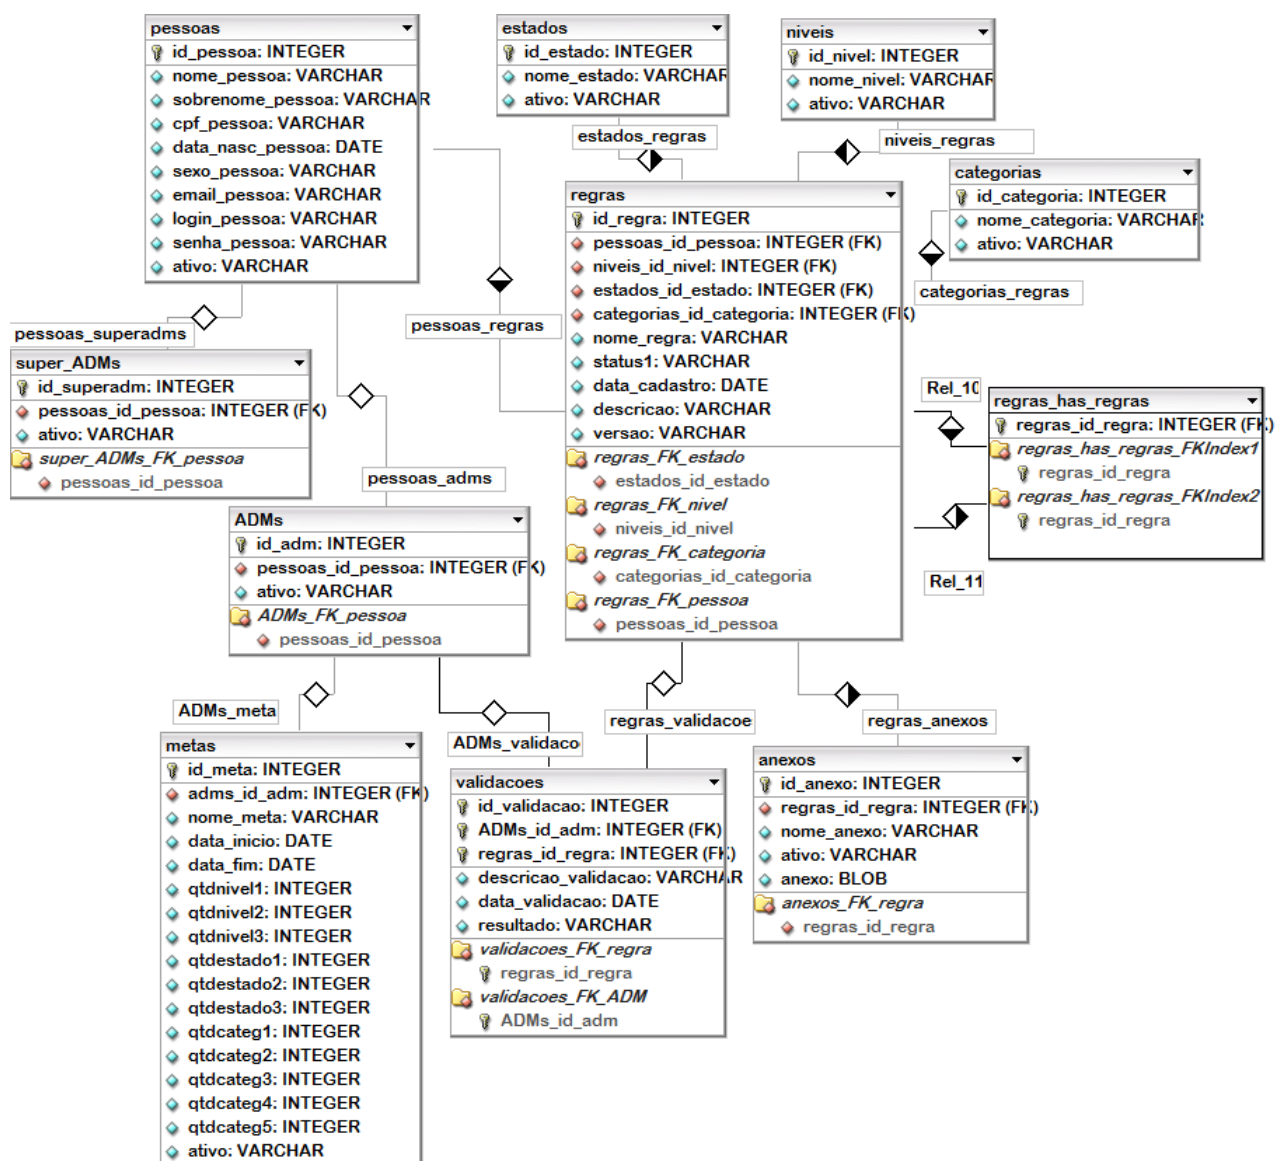 pessoas
id_pessoa: INTEGER
nome_pessoa: VARCHAR
sobrenome_pessoa: VARCHAR
cpf_pessoa: VARCHAR
data_nasc_pessoa: DATE
sexo_pessoa: VARCHAR
email_pessoa: VARCHAR
login_pessoa: VARCHAR
senha_pessoa: VARCHAR
ativo: VARCHAR
estados
id_estado: INTEGER
nome_estado: VARCHAR
ativo: VARCHAR
niveis
id_nivel: INTEGER
nome_nivel: VARCHAR
ativo: VARCHAR
estados_regras
niveis_regras
categorias
id_categoria: INTEGER
nome_categoria: VARCHAR
ativo: VARCHAR
categorias_regras
regras
id_regra: INTEGER
pessoas_id_pessoa: INTEGER (FK)
niveis_id_nivel: INTEGER (FK)
estados_id_estado: INTEGER (FK)
categorias_id_categoria: INTEGER (FK)
nome_regra: VARCHAR
status1: VARCHAR
data_cadastro: DATE
descricao: VARCHAR
versao: VARCHAR
regras_FK_estado
estados_id_estado
regras_FK_nivel
niveis_id_nivel
regras_FK_categoria
categorias_id_categoria
regras_FK_pessoa
pessoas_id_pessoa
pessoas_superadms
pessoas_regras
super_ADMs
id_superadm: INTEGER
pessoas_id_pessoa: INTEGER (FK)
ativo: VARCHAR
super_ADMs_FK_pessoa
pessoas_id_pessoa
pessoas_adms
Rel_10
regras_has_regras
regras_id_regra: INTEGER (FK)
regras_has_regras_FKIndex1
regras_id_regra
regras_has_regras_FKIndex2
regras_id_regra
Rel_11
ADMs
id_adm: INTEGER
pessoas_id_pessoa: INTEGER (FK)
ativo: VARCHAR
ADMs_FK_pessoa
pessoas_id_pessoa
ADMs_meta
ADMs_validaco
regras_validacoe
regras_anexos
metas
id_meta: INTEGER
adms_id_adm: INTEGER (FK)
nome_meta: VARCHAR
data_inicio: DATE
data_fim: DATE
qtdnivel1: INTEGER
qtdnivel2: INTEGER
qtdnivel3: INTEGER
qtdestado1: INTEGER
qtdestado2: INTEGER
qtdestado3: INTEGER
qtdcateg1: INTEGER
qtdcateg2: INTEGER
qtdcateg3: INTEGER
qtdcateg4: INTEGER
qtdcateg5: INTEGER
ativo: VARCHAR
validacoes
id_validacao: INTEGER
ADMs_id_adm: INTEGER (FK)
regras_id_regra: INTEGER (FK)
descricao_validacao: VARCHAR
data_validacao: DATE
resultado: VARCHAR
validacoes_FK_regra
regras_id_regra
validacoes_FK_ADM
ADMs_id_adm
anexos
id_anexo: INTEGER
regras_id_regra: INTEGER (FK)
nome_anexo: VARCHAR
ativo: VARCHAR
anexo: BLOB
anexos_FK_regra
regras_id_regra